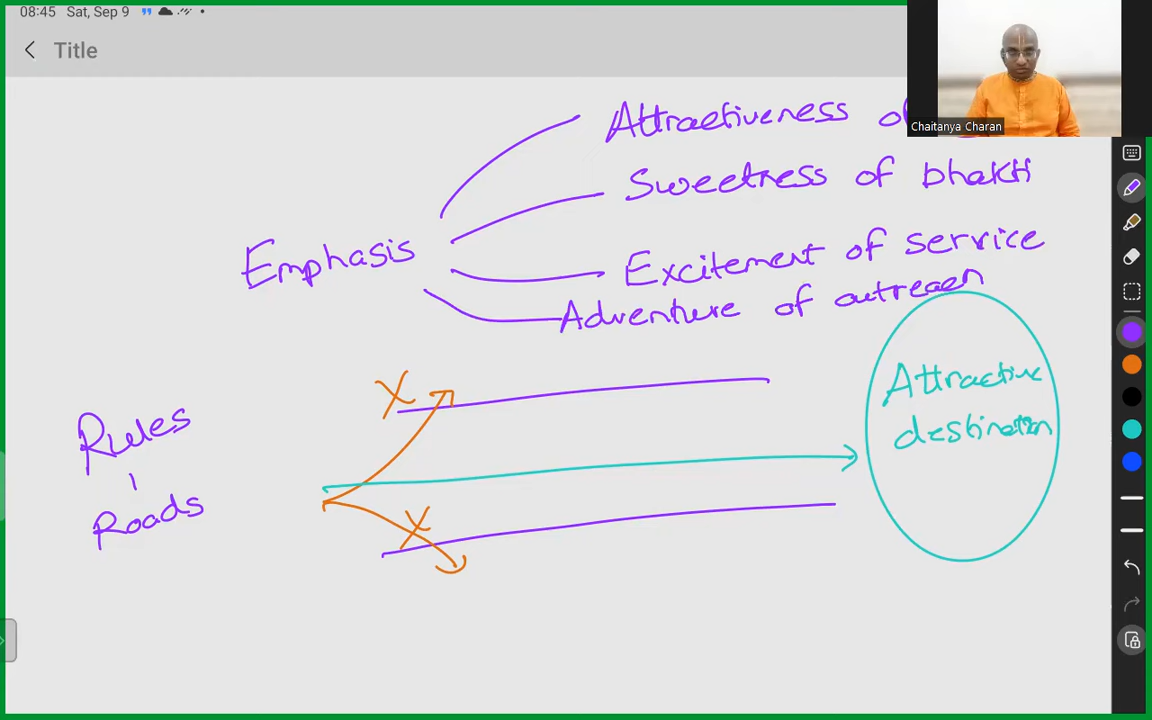 08:45 Sat, Sep 9
Title
Chaitanya Charan
Attractiveness
Sweetness of bhakti
Emphasis
Excitement of service
Adventure of outreach
Attractive
destination
X
Rules
Roads
X